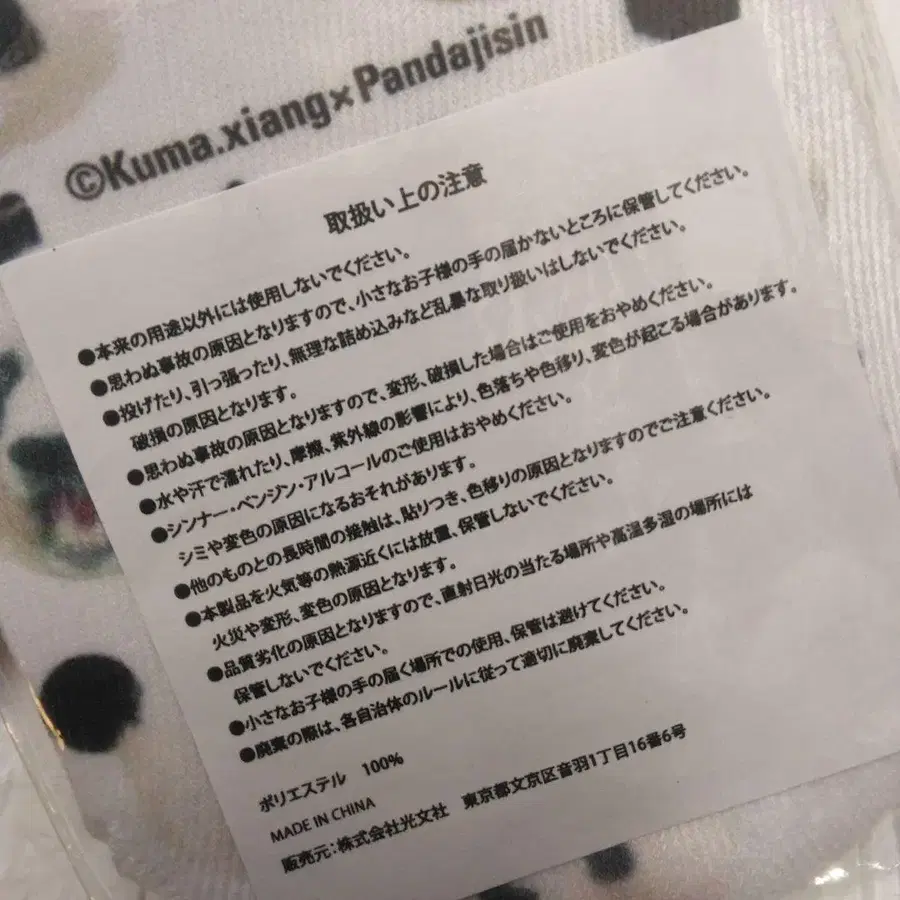 ©Kuma.xiang×Pandajisin
取扱い上の注意
●本来の用途以外には使用しないでください。
●思わぬ事故の原因となりますので、小さなお子様の手の届かないところに保管してください。
●投げたり、引っ張ったり、無理な詰め込みなど乱暴な取り扱いはしないでください。
破損の原因となります。
●思わぬ事故の原因となりますので、変形、破損した場合はご使用をおやめください。
●水や汗で濡れたり、摩擦、紫外線の影響により、色落ちや色移り、変色が起こる場合があります。
●シンナー・ベンジン・アルコールのご使用はおやめください。
シミや変色の原因になるおそれがあります。
●他のものとの長時間の接触は、貼りつき、色移りの原因となりますのでご注意ください。
●本製品を火気等の熱源近くには放置、保管しないでください。
火災や変形、変色の原因となります。
●品質劣化の原因となりますので、直射日光の当たる場所や高温多湿の場所には
保管しないでください。
●小さなお子様の手の届く場所での使用、保管は避けてください。
●廃棄の際は、各自治体のルールに従って適切に廃棄してください。
ポリエステル 100%
MADE IN CHINA
販売元：株式会社光文社 東京都文京区音羽1丁目16番6号